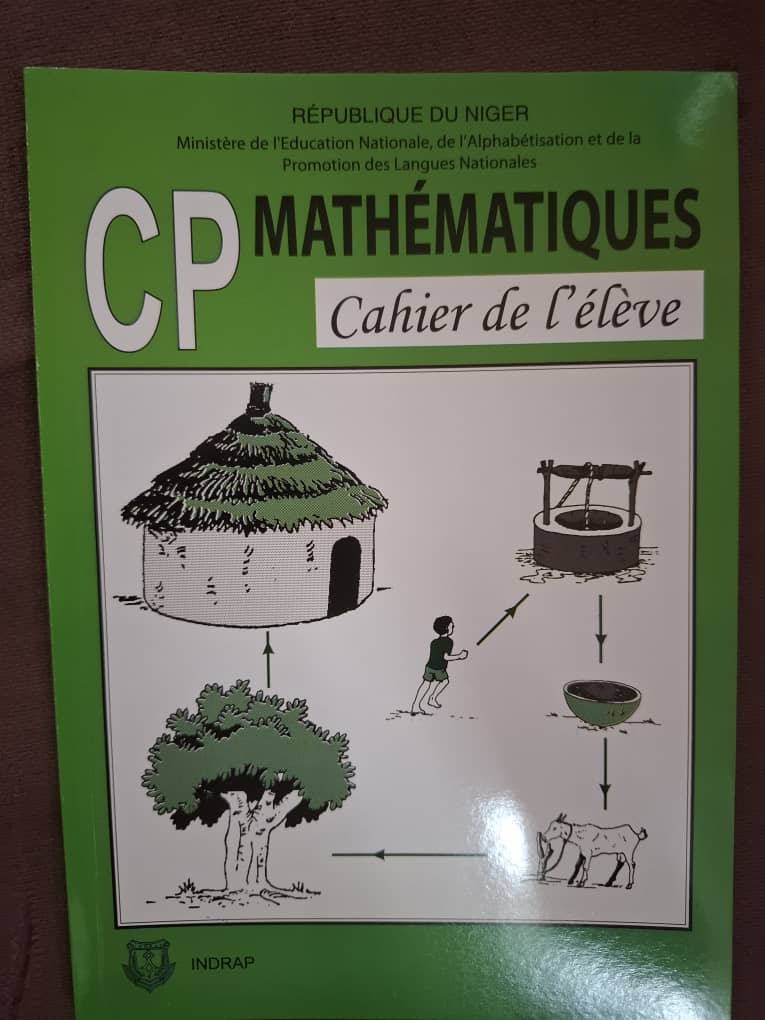 RÉPUBLIQUE DU NIGER
Ministère de l'Education Nationale, de l'Alphabétisation et de la
Promotion des Langues Nationales
CP MATHÉMATIQUES
Cahier de l'élève
INDRAP